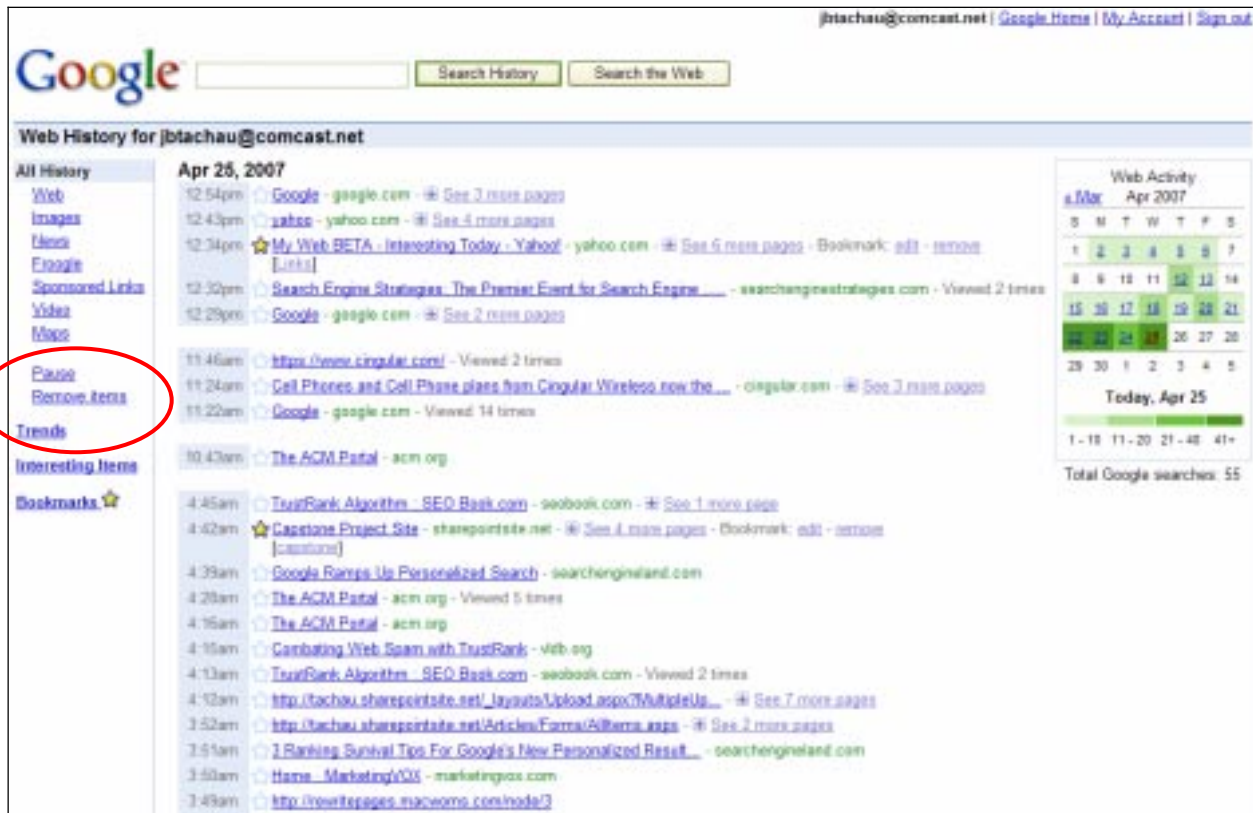 jbtachau@comcast.net | Google Home | My Account | Sign out
Google
Search History
Search the Web
Web History for jbtachau@comcast.net
All History
Web
Images
News
Froogle
Sponsored Links
Video
Maps
Pause
Remove items
Trends
Interesting Items
Bookmarks
Apr 25, 2007
12:54pm Google - google.com - See 3 more pages
12:43pm yahoo - yahoo.com - See 4 more pages
12:34pm My Web BETA - Interesting Today - Yahoo! - yahoo.com - See 6 more pages - Bookmark: edit - remove
[Links]
12:32pm Search Engine Strategies: The Premier Event for Search Engine ... - searchenginestrategies.com - Viewed 2 times
12:29pm Google - google.com - See 2 more pages
11:46am https://www.cingular.com/ - Viewed 2 times
11:24am Cell Phones and Cell Phone plans from Cingular Wireless now the ... - cingular.com - See 3 more pages
11:22am Google - google.com - Viewed 14 times
10:43am The ACM Portal - acm.org
4:45am TrustRank Algorithm : SEO Book.com - seobook.com - See 1 more page
4:42am Capstone Project Site - sharepointsite.net - See 4 more pages - Bookmark: edit - remove
[capstone]
4:39am Google Ramps Up Personalized Search - searchengineland.com
4:28am The ACM Portal - acm.org - Viewed 5 times
4:16am The ACM Portal - acm.org
4:15am Combating Web Spam with TrustRank - vldb.org
4:13am TrustRank Algorithm : SEO Book.com - seobook.com - Viewed 2 times
4:12am http://tachau.sharepointsite.net/_layouts/Upload.aspx?MultipleUp... - See 7 more pages
3:52am http://tachau.sharepointsite.net/Articles/Forms/AllItems.aspx - See 2 more pages
3:51am 3 Ranking Survival Tips For Google's New Personalized Result... - searchengineland.com
3:50am Home - MarketingVOX - marketingvox.com
3:49am http://rewritepages.macworms.com/node/3
Web Activity
« Mar Apr 2007
S M T W T F S
1 2 3 4 5 6 7
8 9 10 11 12 13 14
15 16 17 18 19 20 21
22 23 24 25 26 27 28
29 30 1 2 3 4 5
Today, Apr 25
1 - 10 11 - 20 21 - 40 41+
Total Google searches: 55